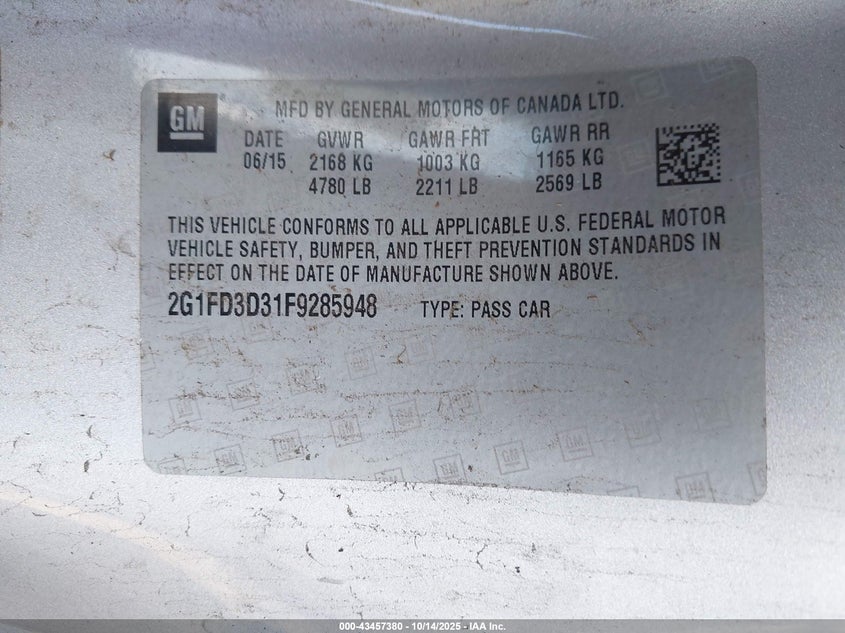 GM
MFD BY GENERAL MOTORS OF CANADA LTD.
DATE GVWR GAWR FRT GAWR RR
06/15 2168 KG 1003 KG 1165 KG
4780 LB 2211 LB 2569 LB
THIS VEHICLE CONFORMS TO ALL APPLICABLE U.S. FEDERAL MOTOR
VEHICLE SAFETY, BUMPER, AND THEFT PREVENTION STANDARDS IN
EFFECT ON THE DATE OF MANUFACTURE SHOWN ABOVE.
2G1FD3D31F9285948 TYPE: PASS CAR
000-43457380 - 10/14/2025 - IAA Inc.